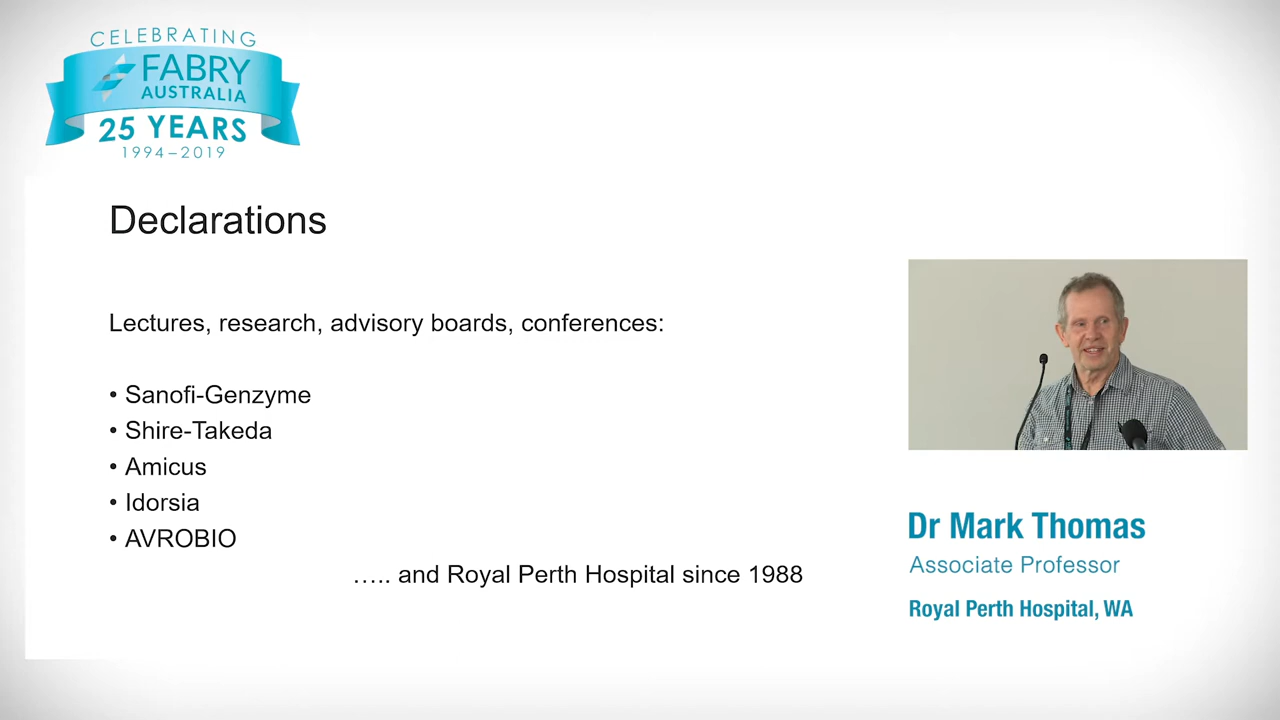 CELEBRATING
FABRY
AUSTRALIA
25 YEARS
1994–2019
Declarations
Lectures, research, advisory boards, conferences:
• Sanofi-Genzyme
• Shire-Takeda
• Amicus
• Idorsia
• AVROBIO
….. and Royal Perth Hospital since 1988
Dr Mark Thomas
Associate Professor
Royal Perth Hospital, WA